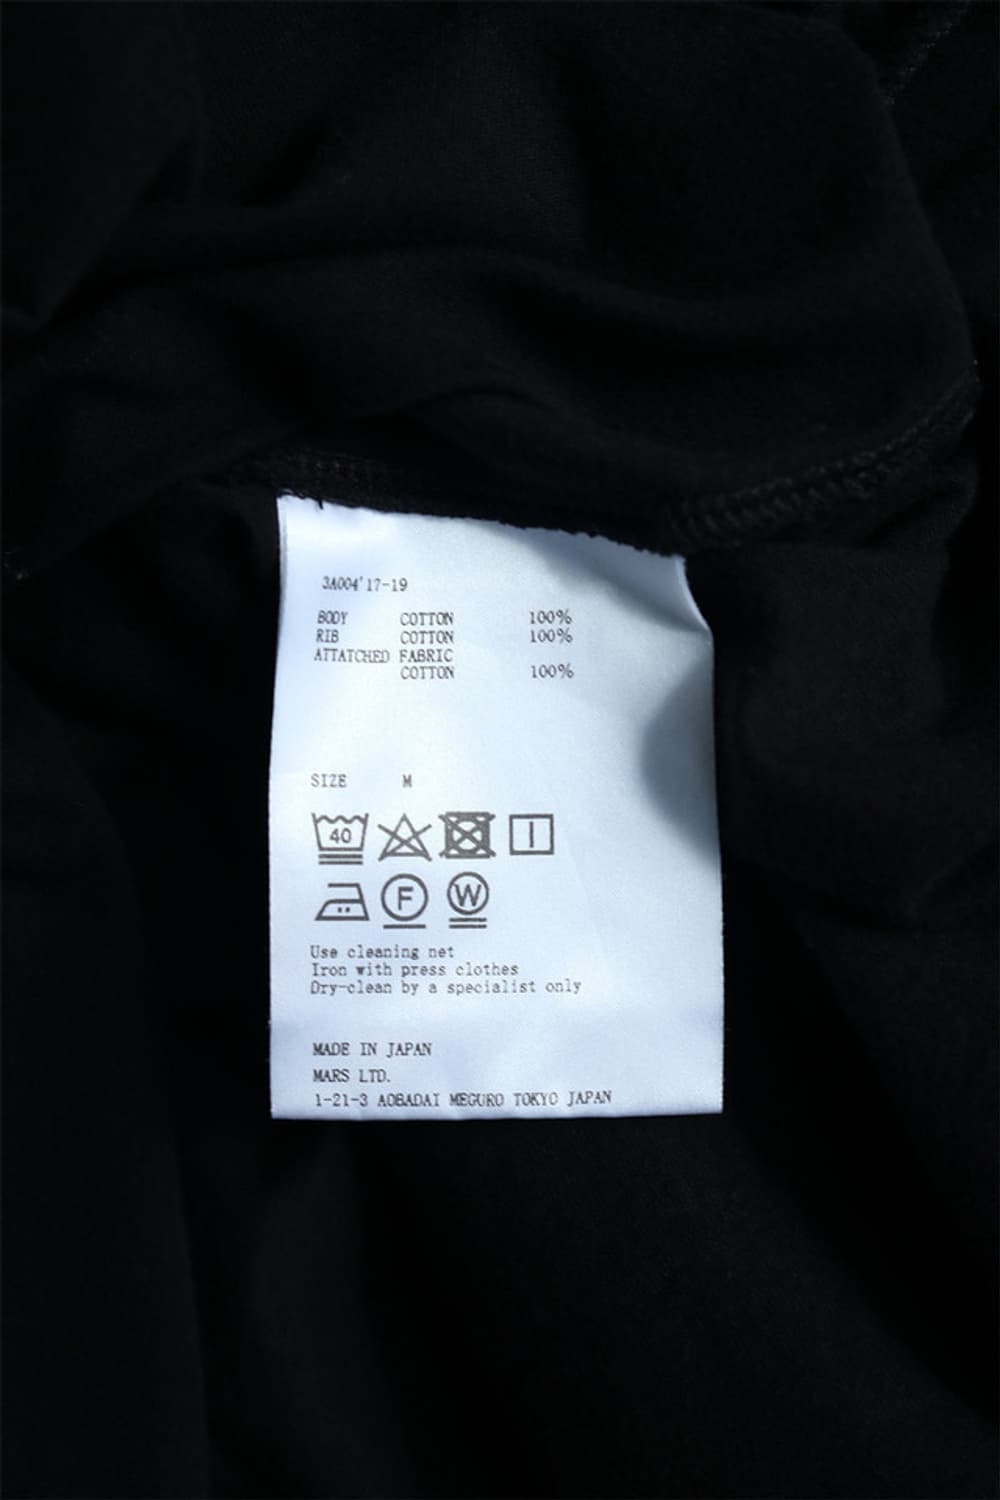 3A004'17-19
BODY COTTON 100%
RIB COTTON 100%
ATTATCHED FABRIC
COTTON 100%
SIZE M
40
F W
Use cleaning net
Iron with press clothes
Dry-clean by a specialist only
MADE IN JAPAN
MARS LTD.
1-21-3 AOBADAI MEGURO TOKYO JAPAN